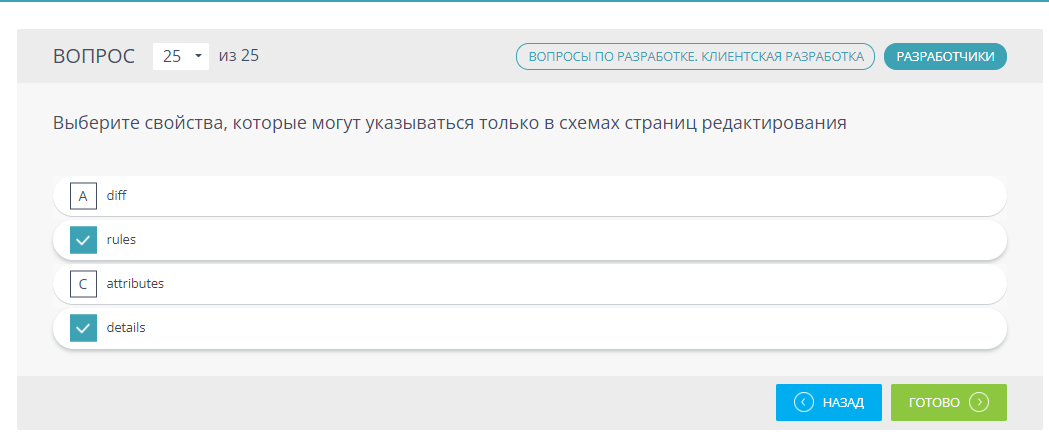 ВОПРОС 25 из 25 ВОПРОСЫ ПО РАЗРАБОТКЕ. КЛИЕНТСКАЯ РАЗРАБОТКА РАЗРАБОТЧИКИ
Выберите свойства, которые могут указываться только в схемах страниц редактирования
A diff
rules
C attributes
details
НАЗАД ГОТОВО